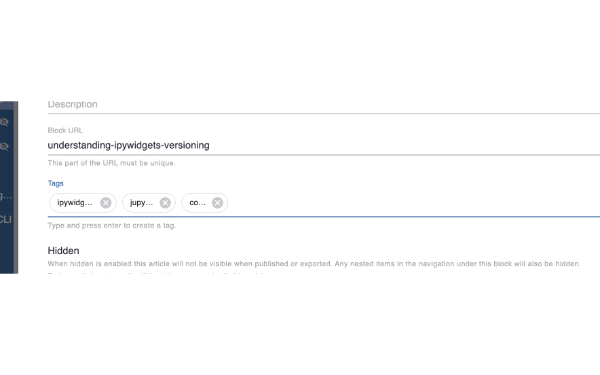 Description
Block URL
understanding-ipywidgets-versioning
This part of the URL must be unique.
Tags
ipywidg... jupy... co...
g...
Type and press enter to create a tag.
CLI
Hidden
When hidden is enabled this article will not be visible when published or exported. Any nested items in the navigation under this block will also be hidden.